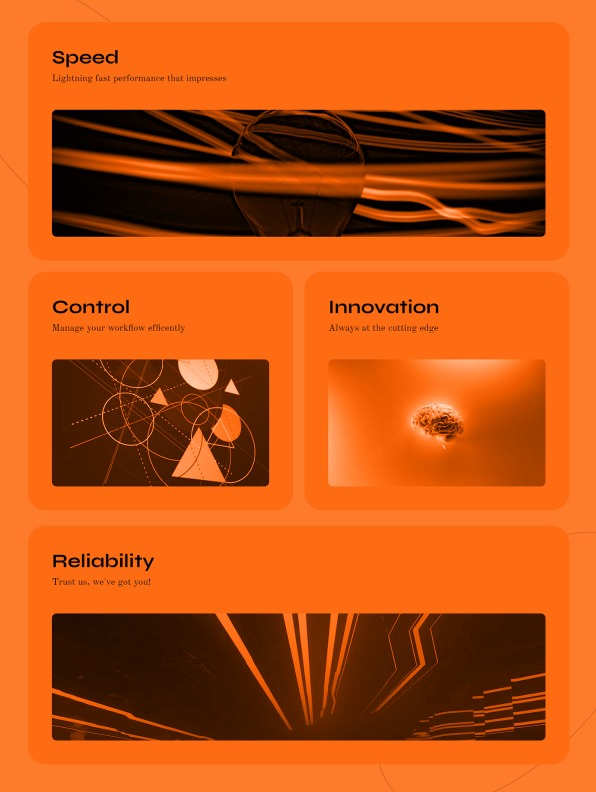 Speed
Lightning fast performance that impresses
Control
Manage your workflow efficently
Innovation
Always at the cutting edge
Reliability
Trust us, we've got you!